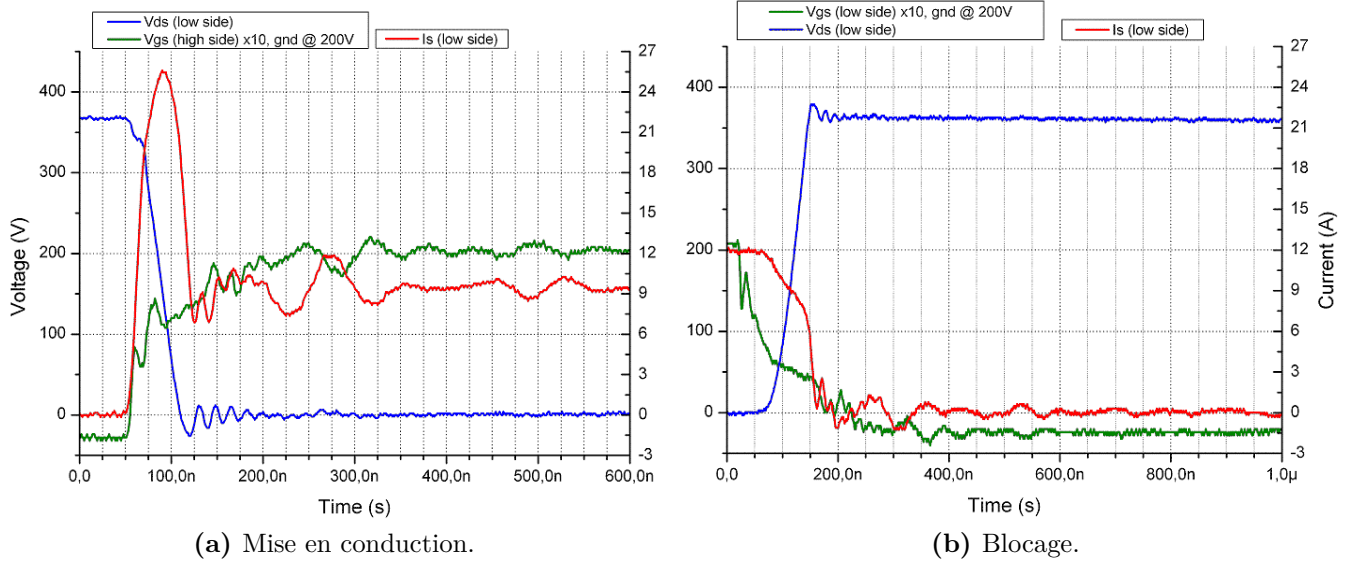 Vds (low side)
Vgs (high side) x10, gnd @ 200V
Is (low side)
400
300
200
100
0
Voltage (V)
27
24
21
18
15
12
9
6
3
0
-3
0,0
100,0n
200,0n
300,0n
400,0n
500,0n
600,0n
Time (s)
(a) Mise en conduction.
Vgs (low side) x10, gnd @ 200V
Vds (low side)
Is (low side)
400
300
200
100
0
27
24
21
18
15
12
9
6
3
0
-3
Current (A)
0,0
200,0n
400,0n
600,0n
800,0n
1,0µ
Time (s)
(b) Blocage.